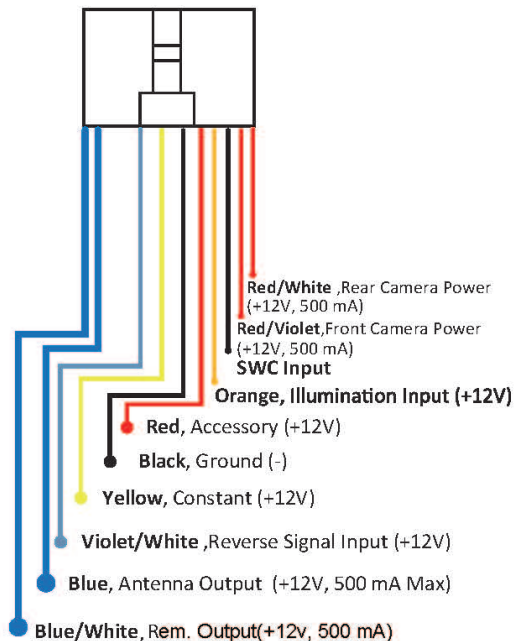 Red/White ,Rear Camera Power
(+12V, 500 mA)
Red/Violet,Front Camera Power
(+12V, 500 mA)
SWC Input
Orange, Illumination Input (+12V)
Red, Accessory (+12V)
Black, Ground (-)
Yellow, Constant (+12V)
Violet/White ,Reverse Signal Input (+12V)
Blue, Antenna Output (+12V, 500 mA Max)
Blue/White, Rem. Output(+12v, 500 mA)